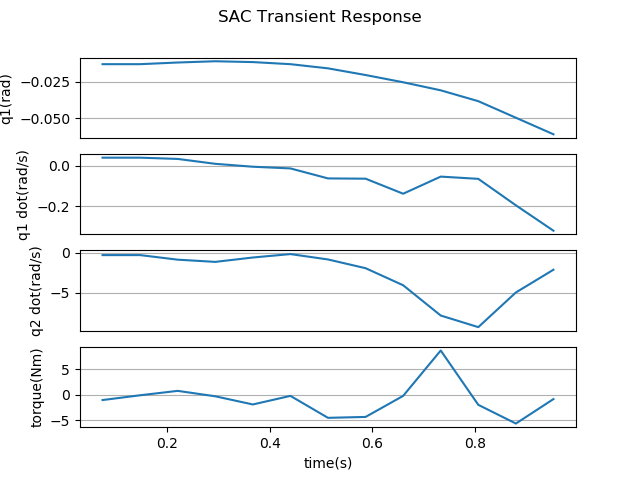 SAC Transient Response
q1(rad)
−0.025
−0.050
q1 dot(rad/s)
0.0
−0.2
q2 dot(rad/s)
0
−5
torque(Nm)
5
0
−5
0.2 0.4 0.6 0.8
time(s)